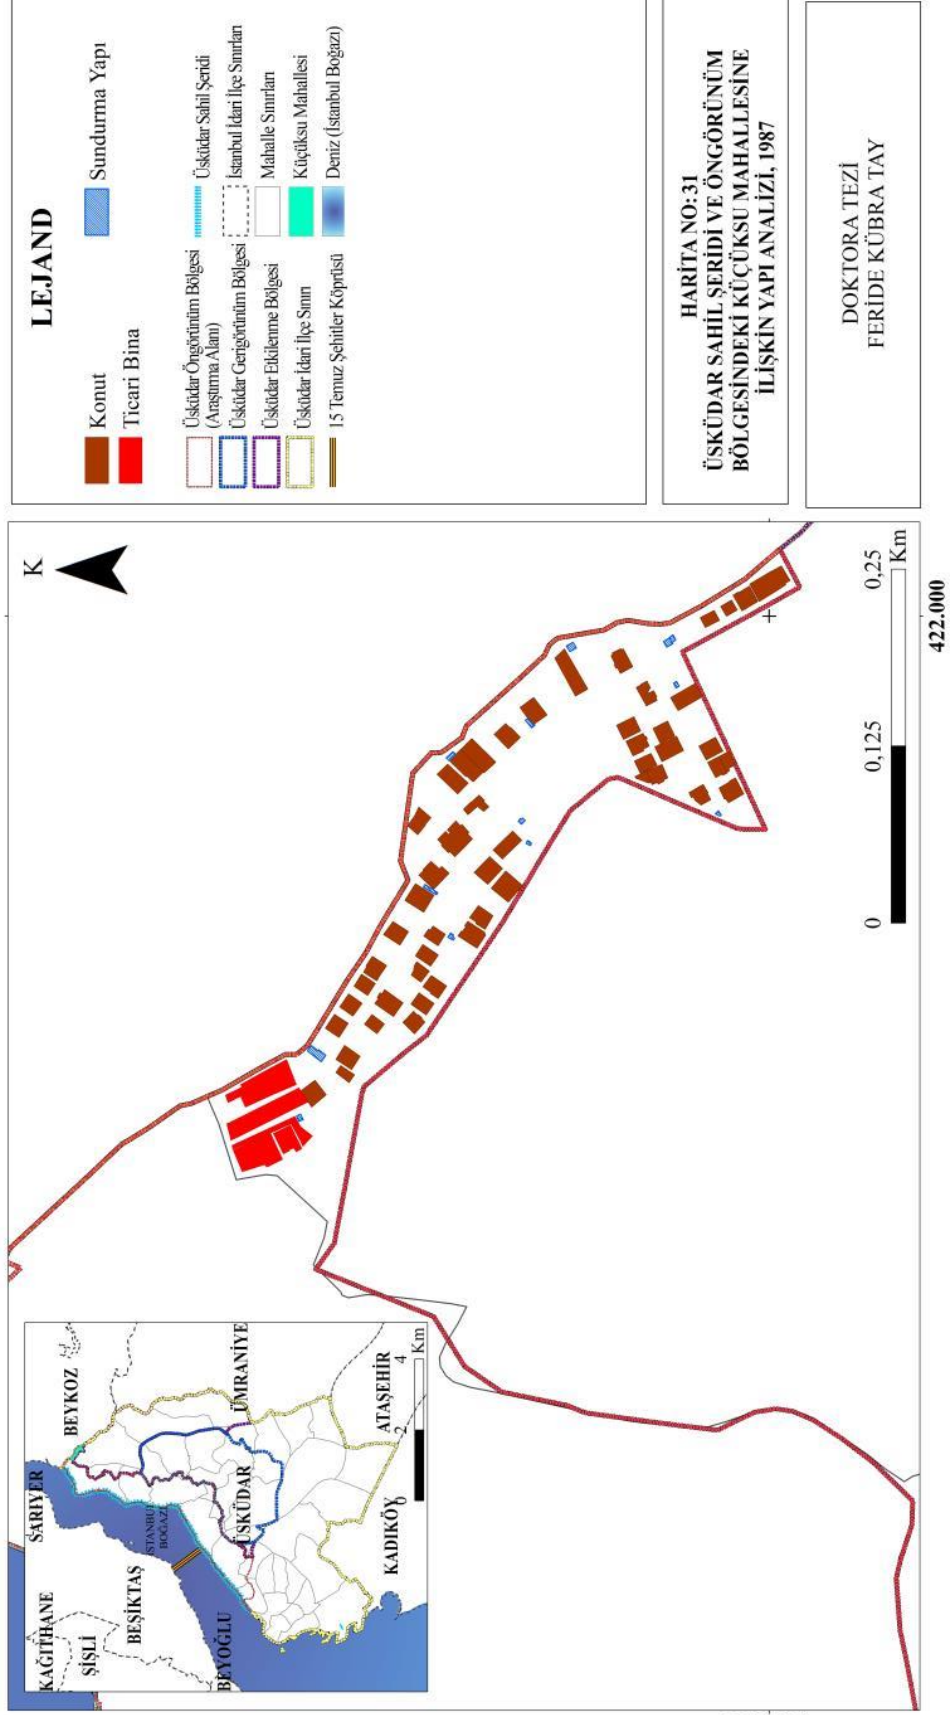 KAĞITHANE
ŞİŞLİ
BEŞİKTAŞ
BEYOĞLU
SARIYER
İSTANBUL
BOĞAZI
BEYKOZ
ÜSKÜDAR
ÜMRANİYE
KADIKÖY
ATAŞEHİR
0 2 4
Km
K
0 0,125 0,25
Km
422.000
LEJAND
Konut
Sundurma Yapı
Ticari Bina
Üsküdar Öngörünüm Bölgesi
(Araştırma Alanı)
Üsküdar Gerigörünüm Bölgesi
Üsküdar Etkilenme Bölgesi
Üsküdar İdari İlçe Sınırı
15 Temuz Şehitler Köprüsü
Üsküdar Sahil Şeridi
İstanbul İdari İlçe Sınırları
Mahalle Sınırları
Küçüksu Mahallesi
Deniz (İstanbul Boğazı)
HARİTA NO:31
ÜSKÜDAR SAHİL ŞERİDI VE ÖNGÖRÜNÜM
BÖLGESİNDEKİ KÜÇÜKSU MAHALLESİNE
İLİŞKİN YAPI ANALİZİ, 1987
DOKTORA TEZİ
FERİDE KÜBRA TAY